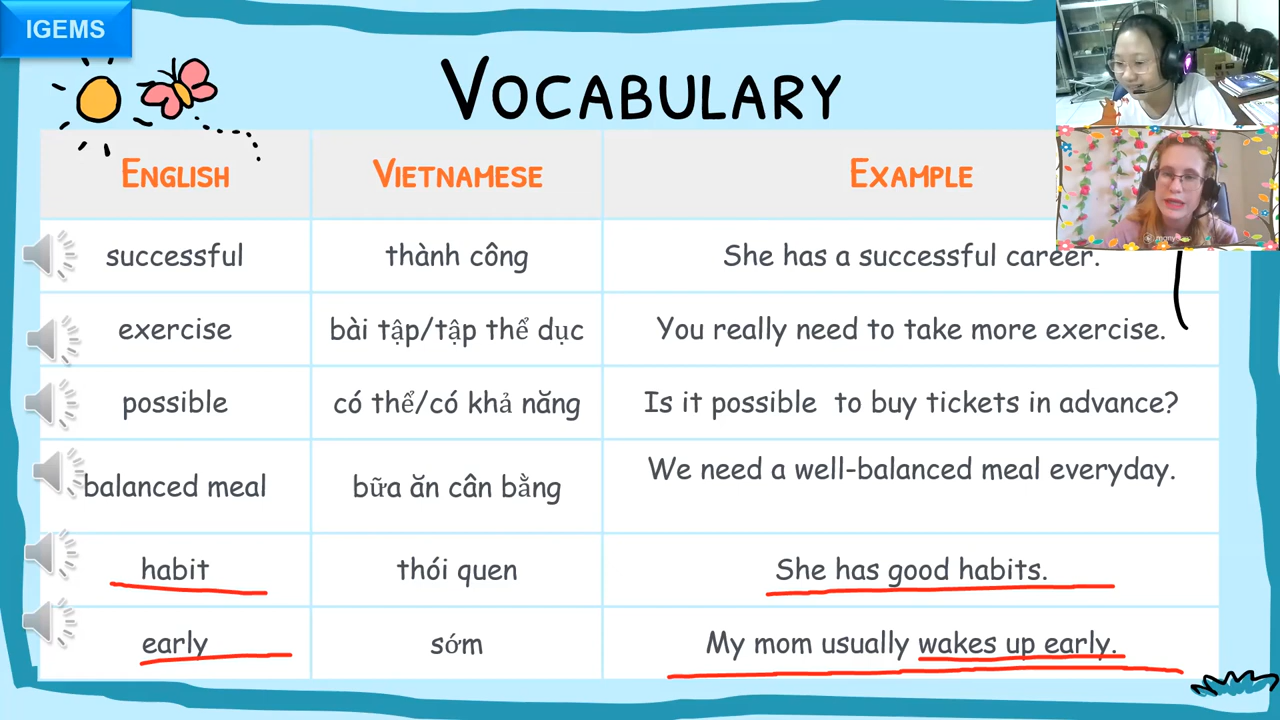 IGEMS
VOCABULARY
ENGLISH VIETNAMESE EXAMPLE
successful thành công She has a successful career.
exercise bài tập/tập thể dục You really need to take more exercise.
possible có thể/có khả năng Is it possible to buy tickets in advance?
balanced meal bữa ăn cân bằng We need a well-balanced meal everyday.
habit thói quen She has good habits.
early sớm My mom usually wakes up early.